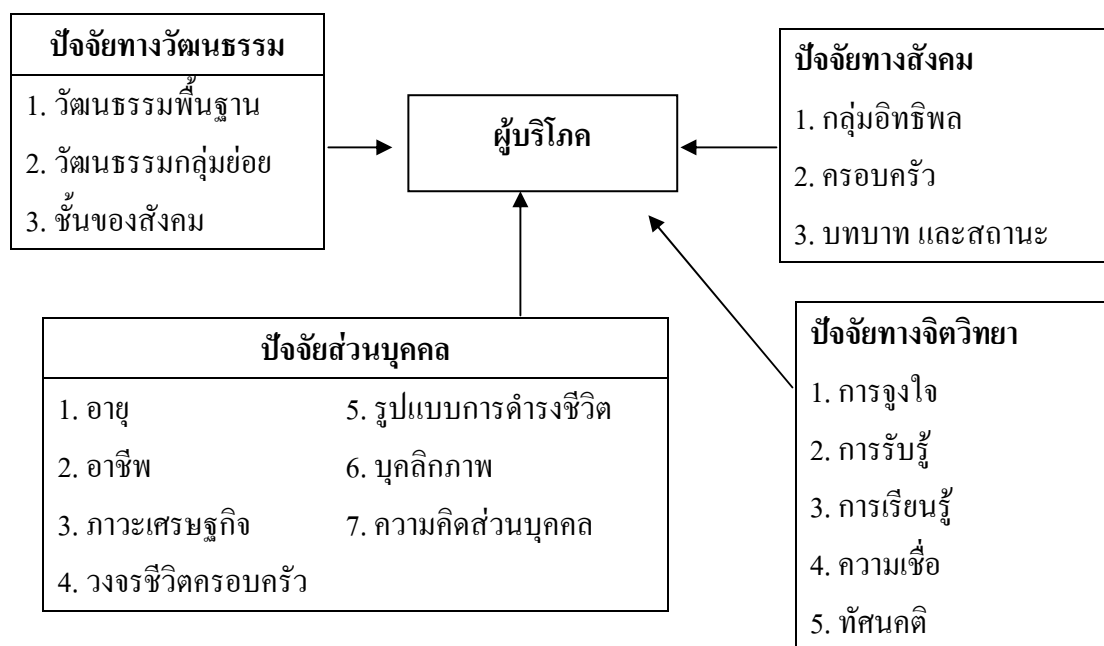 ปัจจัยทางวัฒนธรรม
1. วัฒนธรรมพื้นฐาน
2. วัฒนธรรมกลุ่มย่อย
3. ชั้นของสังคม
ผู้บริโภค
ปัจจัยทางสังคม
1. กลุ่มอิทธิพล
2. ครอบครัว
3. บทบาท และสถานะ
ปัจจัยส่วนบุคคล
1. อายุ
2. อาชีพ
3. ภาวะเศรษฐกิจ
4. วงจรชีวิตครอบครัว
5. รูปแบบการดำรงชีวิต
6. บุคลิกภาพ
7. ความคิดส่วนบุคคล
ปัจจัยทางจิตวิทยา
1. การจูงใจ
2. การรับรู้
3. การเรียนรู้
4. ความเชื่อ
5. ทัศนคติ